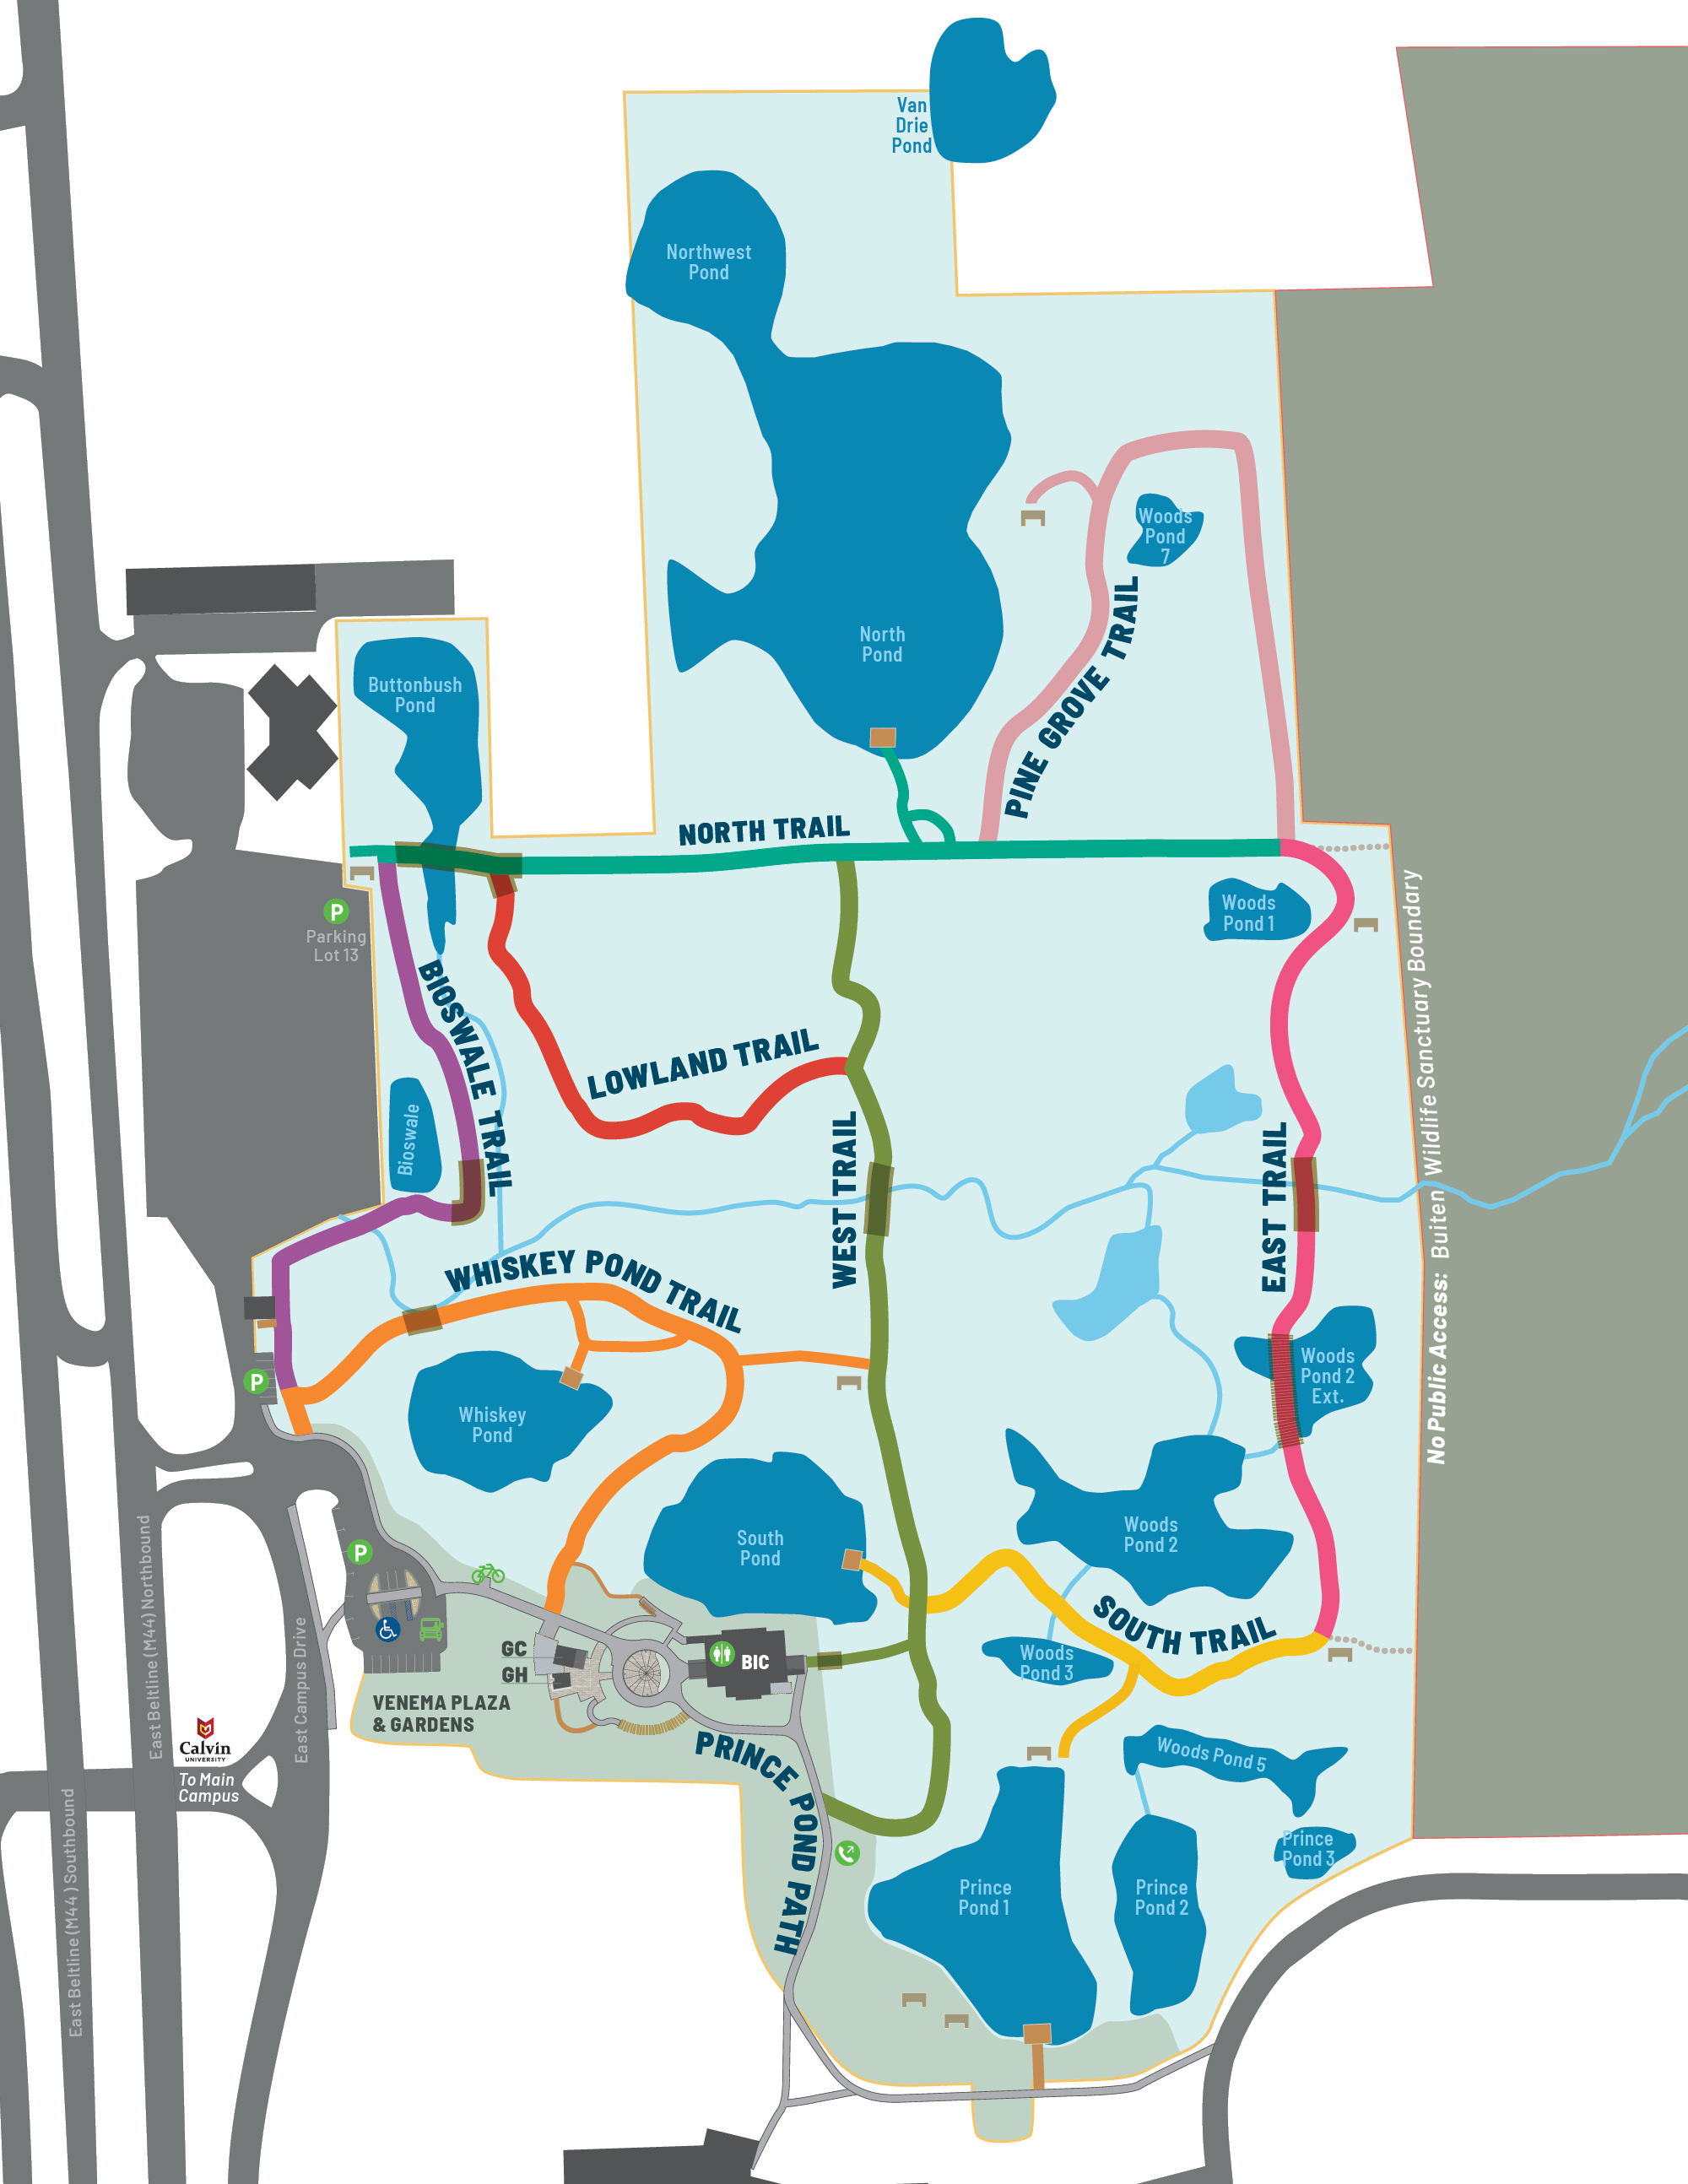 Van
Drie
Pond
Northwest
Pond
North
Pond
Woods
Pond
7
PINE GROVE TRAIL
Buttonbush
Pond
NORTH TRAIL
P
Parking
Lot 13
Woods
Pond 1
BIOSWALE TRAIL
LOWLAND TRAIL
Bioswale
WEST TRAIL
EAST TRAIL
No Public Access: Buiten Wildlife Sanctuary Boundary
WHISKEY POND TRAIL
P
Whiskey
Pond
Woods
Pond 2
Ext.
South
Pond
Woods
Pond 2
P
SOUTH TRAIL
Woods
Pond 3
GC
GH
BIC
VENEMA PLAZA
& GARDENS
East Beltline (M44) Northbound
East Campus Drive
Calvin
UNIVERSITY
To Main
Campus
East Beltline (M44) Southbound
PRINCE POND PATH
Woods Pond 5
Prince
Pond 3
Prince
Pond 1
Prince
Pond 2